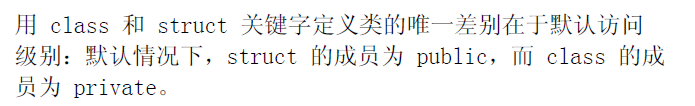 用 class 和 struct 关键字定义类的唯一差别在于默认访问
级别：默认情况下，struct 的成员为 public，而 class 的成
员为 private。